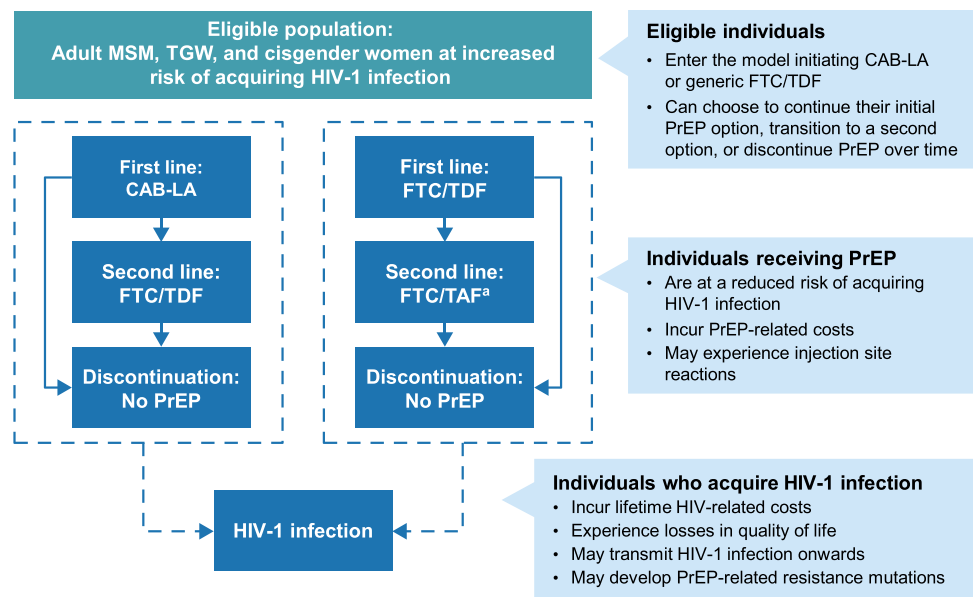 Eligible population:
Adult MSM, TGW, and cisgender women at increased
risk of acquiring HIV-1 infection
Eligible individuals
• Enter the model initiating CAB-LA
or generic FTC/TDF
• Can choose to continue their initial
PrEP option, transition to a second
option, or discontinue PrEP over time
First line:
CAB-LA
Second line:
FTC/TDF
Discontinuation:
No PrEP
First line:
FTC/TDF
Second line:
FTC/TAFª
Discontinuation:
No PrEP
Individuals receiving PrEP
• Are at a reduced risk of acquiring
HIV-1 infection
• Incur PrEP-related costs
• May experience injection site
reactions
HIV-1 infection
Individuals who acquire HIV-1 infection
• Incur lifetime HIV-related costs
• Experience losses in quality of life
• May transmit HIV-1 infection onwards
• May develop PrEP-related resistance mutations